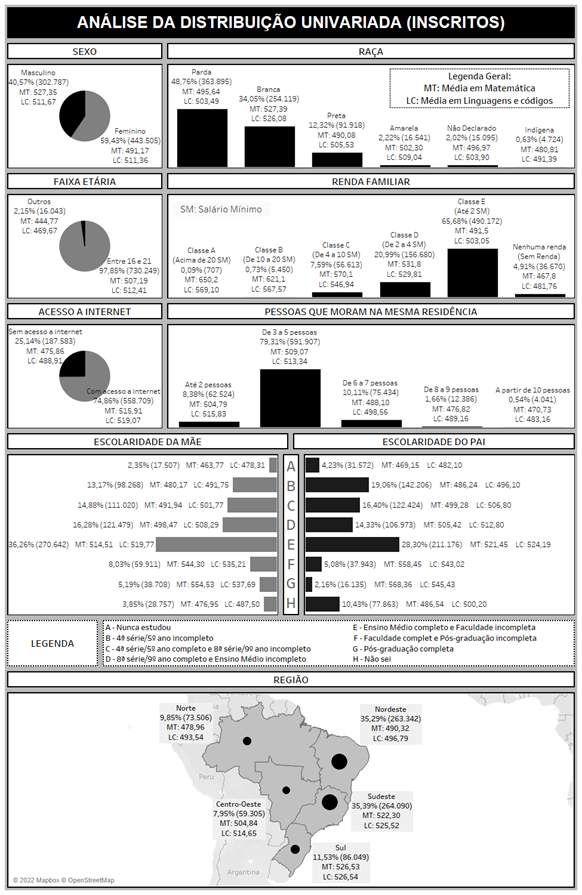 ANÁLISE DA DISTRIBUIÇÃO UNIVARIADA (INSCRITOS)
SEXO
Masculino
40,57% (302.787)
MT: 527,35
LC: 511,67
Feminino
59,43% (443.505)
MT: 491,17
LC: 511,36
RAÇA
Parda
48,76% (363.895)
MT: 495,64
LC: 503,49
Branca
34,05% (254.119)
MT: 527,39
LC: 526,08
Preta
12,32% (91.918)
MT: 490,08
LC: 505,53
Amarela
2,22% (16.541)
MT: 502,30
LC: 509,04
Não Declarado
2,02% (15.095)
MT: 496,97
LC: 503,90
Indígena
0,63% (4.724)
MT: 480,81
LC: 491,39
Legenda Geral:
MT: Média em Matemática
LC: Média em Linguagens e códigos
FAIXA ETÁRIA
Outros
2,15% (16.043)
MT: 444,77
LC: 469,67
Entre 16 e 21
97,85% (730.249)
MT: 507,19
LC: 512,41
RENDA FAMILIAR
SM: Salário Mínimo
Classe A
(Acima de 20 SM)
(0,09% (707)
MT: 650,2
LC: 569,10
Classe B
(De 10 a 20 SM)
0,73% (5.450)
MT: 621,1
LC: 567,57
Classe C
(De 4 a 10 SM)
7,59% (56.613)
MT: 570,1
LC: 546,94
Classe D
(De 2 a 4 SM)
20,99% (156.680)
MT: 531,8
LC: 529,81
Classe E
(Até 2 SM)
65,68% (490.172)
MT: 491,5
LC: 503,05
Nenhuma renda
(Sem Renda)
4,91% (36.670)
MT: 467,8
LC: 481,76
ACESSO A INTERNET
Sem acesso a internet
25,14% (187.583)
MT: 475,86
LC: 488,91
Com acesso a internet
74,86% (558.709)
MT: 515,91
LC: 519,07
PESSOAS QUE MORAM NA MESMA RESIDÊNCIA
Até 2 pessoas
8,38% (62.524)
MT: 504,79
LC: 515,83
De 3 a 5 pessoas
79,31% (591.907)
MT: 509,07
LC: 513,34
De 6 a 7 pessoas
10,11% (75.434)
MT: 488,10
LC: 498,56
De 8 a 9 pessoas
1,66% (12.386)
MT: 476,82
LC: 489,16
A partir de 10 pessoas
0,54% (4.041)
MT: 470,73
LC: 483,16
ESCOLARIDADE DA MÃE
ESCOLARIDADE DO PAI
2,35% (17.507) MT: 463,77 LC: 478,31 A 4,23% (31.572) MT: 469,15 LC: 482,10
13,17% (98.268) MT: 480,17 LC: 491,75 B 19,06% (142.206) MT: 486,24 LC: 496,10
14,88% (111.020) MT: 491,94 LC: 501,77 C 16,40% (122.424) MT: 499,28 LC: 506,80
16,28% (121.479) MT: 498,47 LC: 508,29 D 14,33% (106.973) MT: 505,42 LC: 512,80
36,26% (270.642) MT: 514,51 LC: 519,77 E 28,30% (211.176) MT: 521,45 LC: 524,19
8,03% (59.911) MT: 544,30 LC: 535,21 F 5,08% (37.943) MT: 558,45 LC: 543,02
5,19% (38.708) MT: 554,53 LC: 537,69 G 2,16% (16.135) MT: 568,36 LC: 545,43
3,85% (28.757) MT: 476,95 LC: 487,50 H 10,43% (77.863) MT: 486,54 LC: 500,20
LEGENDA
A - Nunca estudou
B - 4ª série/5º ano incompleto
C - 4ª série/5º ano completo e 8ª série/9º ano incompleto
D - 8ª série/9º ano completo e Ensino Médio incompleto
E - Ensino Médio completo e Faculdade incompleta
F - Faculdade complet e Pós-graduação incompleta
G - Pós-graduação completa
H - Não sei
REGIÃO
Norte
9,85% (73.506)
MT: 478,96
LC: 493,54
Nordeste
35,29% (263.342)
MT: 490,32
LC: 496,79
Peru
Centro-Oeste
7,95% (59.305)
MT: 504,84
LC: 514,65
Sudeste
35,39% (264.090)
MT: 522,30
LC: 525,52
Sul
11,53% (86.049)
MT: 526,53
LC: 526,54
Argentina
© 2022 Mapbox © OpenStreetMap